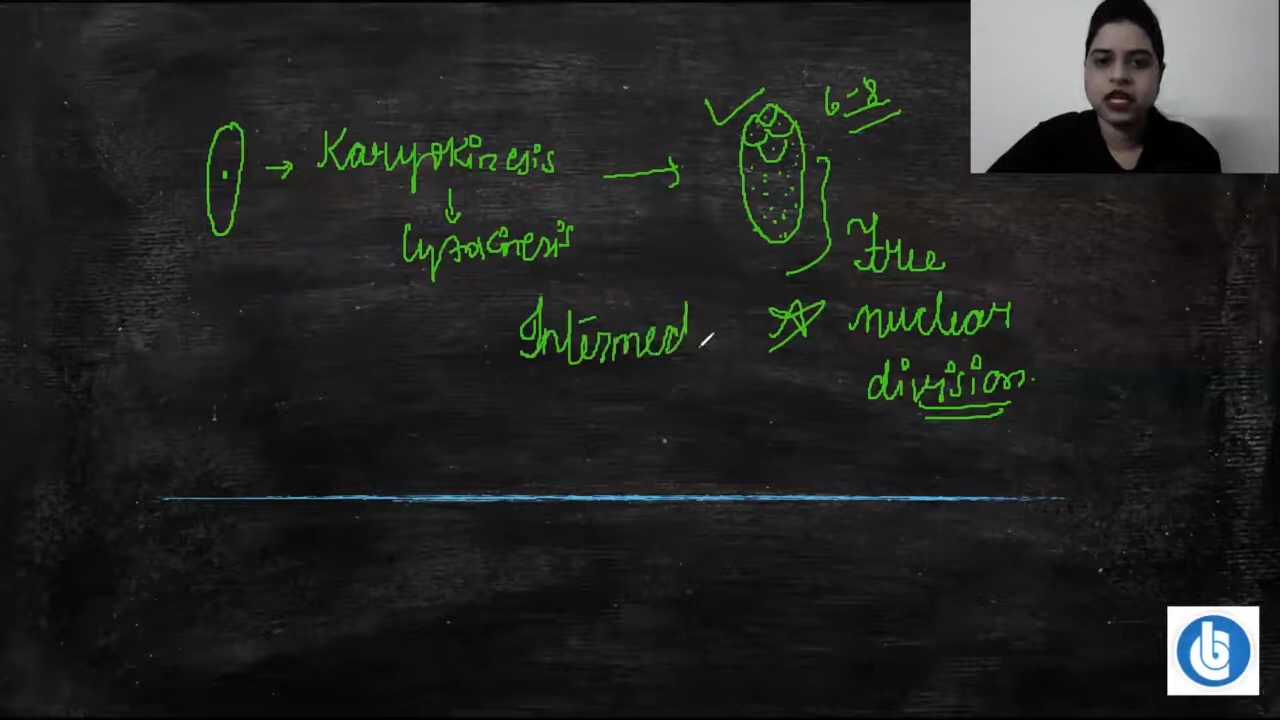 6-8
Karyokinesis
Cytokinesis
Free
nuclear
division.
Intermed